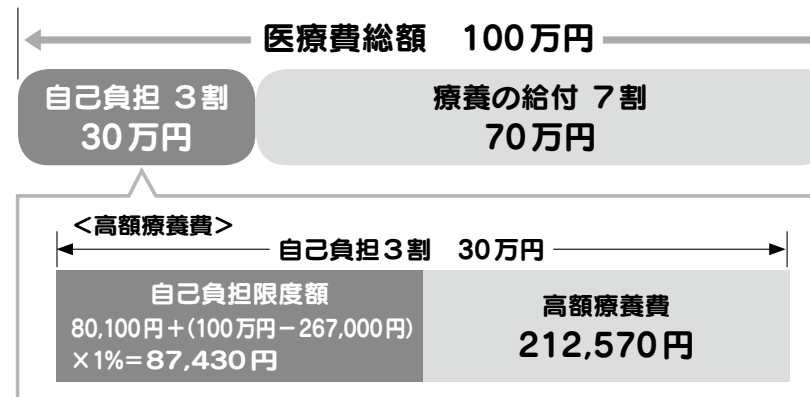 医療費総額　100万円
自己負担 3割
30万円
療養の給付 7割
70万円
＜高額療養費＞
自己負担3割　30万円
自己負担限度額
80,100円＋(100万円－267,000円)
×1%＝87,430円
高額療養費
212,570円